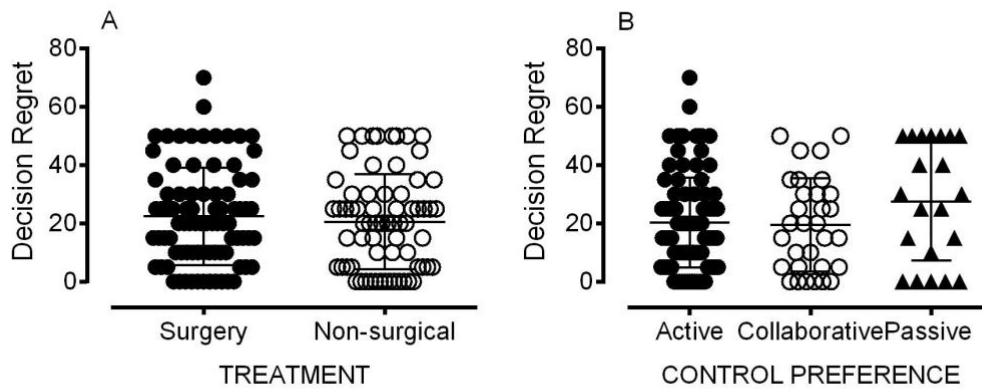 A
Decision Regret
80
60
40
20
0
Surgery Non-surgical
TREATMENT
B
Decision Regret
80
60
40
20
0
Active Collaborative Passive
CONTROL PREFERENCE